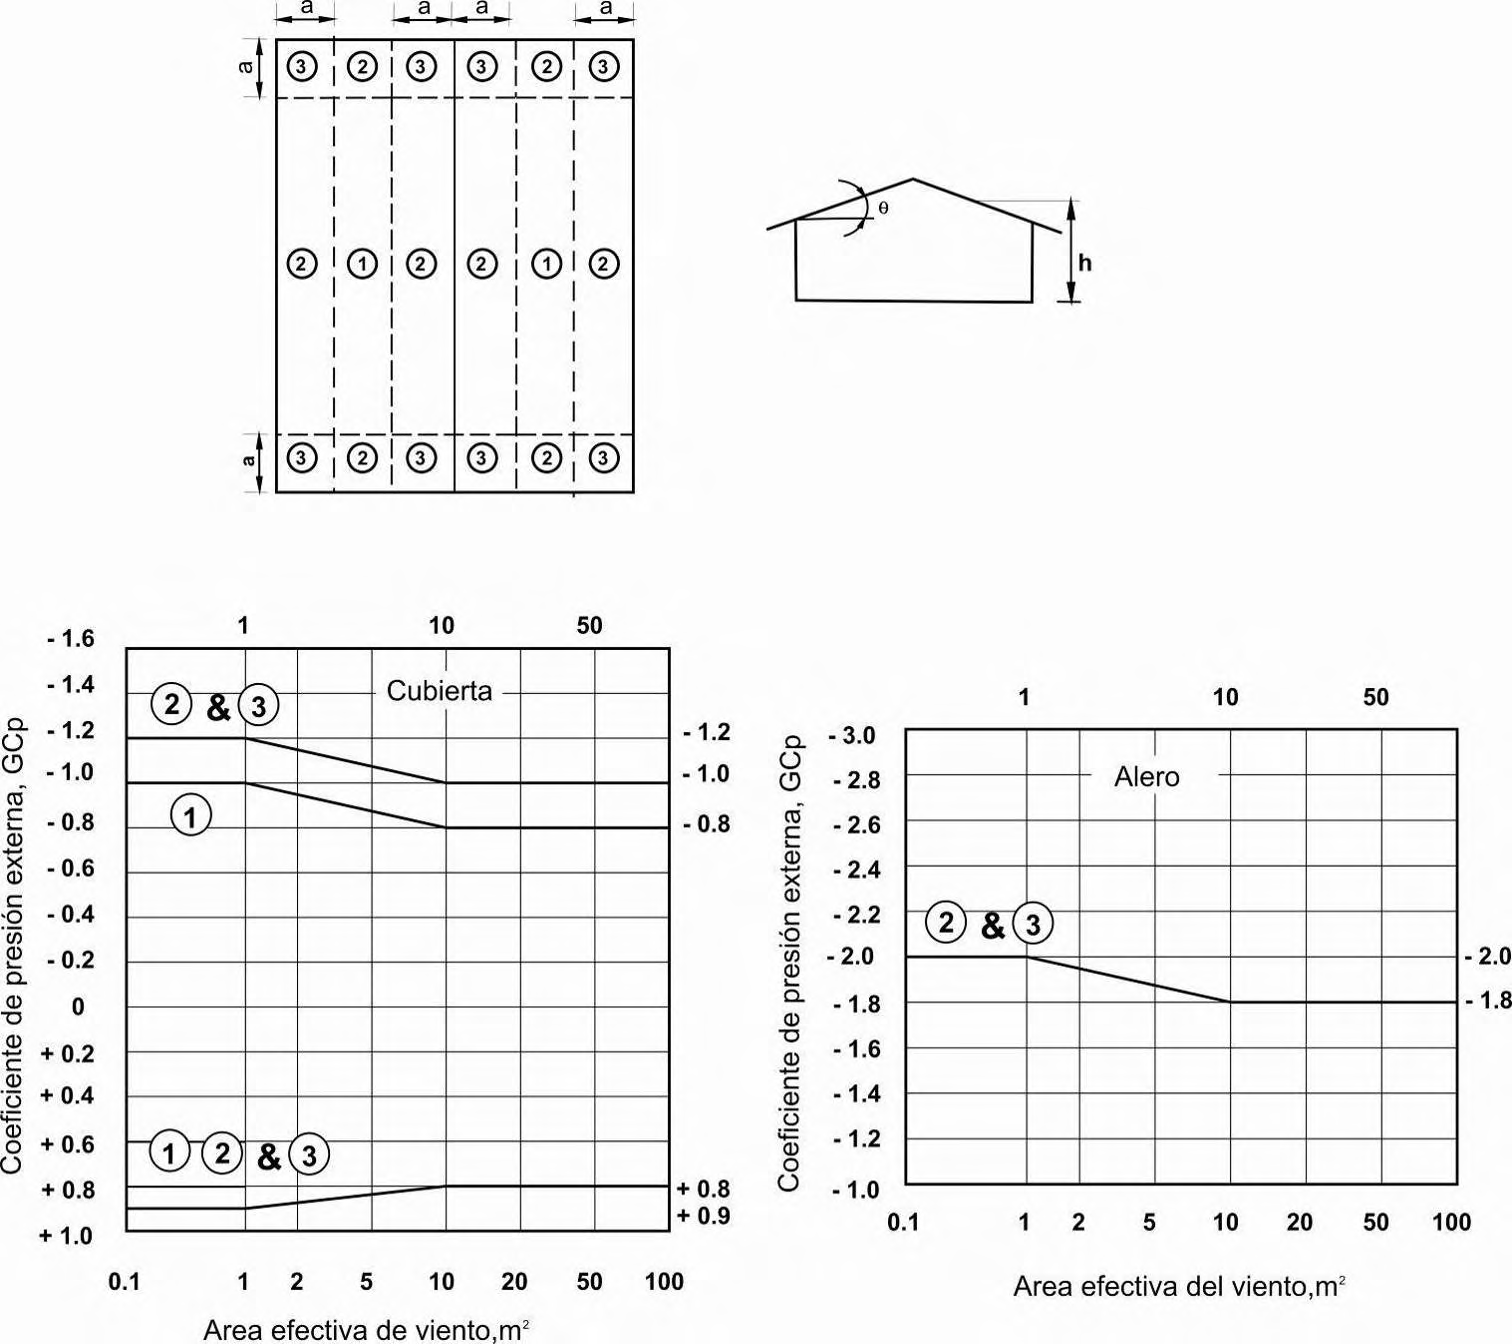 a a a a
a
3 2 3 3 2 3
2 1 2 2 1 2
a
3 2 3 3 2 3
θ
h
1 10 50
Cubierta
Coeficiente de presión externa, GCp
- 1.6
- 1.4
- 1.2
- 1.0
- 0.8
- 0.6
- 0.4
- 0.2
0
+ 0.2
+ 0.4
+ 0.6
+ 0.8
+ 1.0
2 & 3
1
1 2 & 3
- 1.2
- 1.0
- 0.8
+ 0.8
+ 0.9
0.1 1 2 5 10 20 50 100
Area efectiva de viento,m²
1 10 50
Alero
Coeficiente de presión externa, GCp
- 3.0
- 2.8
- 2.6
- 2.4
- 2.2
- 2.0
- 1.8
- 1.6
- 1.4
- 1.2
- 1.0
2 & 3
- 2.0
- 1.8
0.1 1 2 5 10 20 50 100
Area efectiva del viento,m²